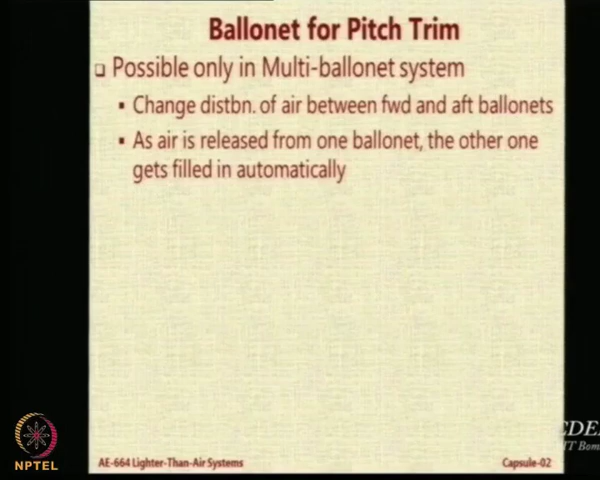 Ballonet for Pitch Trim
Possible only in Multi-ballonet system
Change distbn. of air between fwd and aft ballonets
As air is released from one ballonet, the other one
gets filled in automatically
NPTEL
AE-664 Lighter-Than-Air Systems
Capsule-02